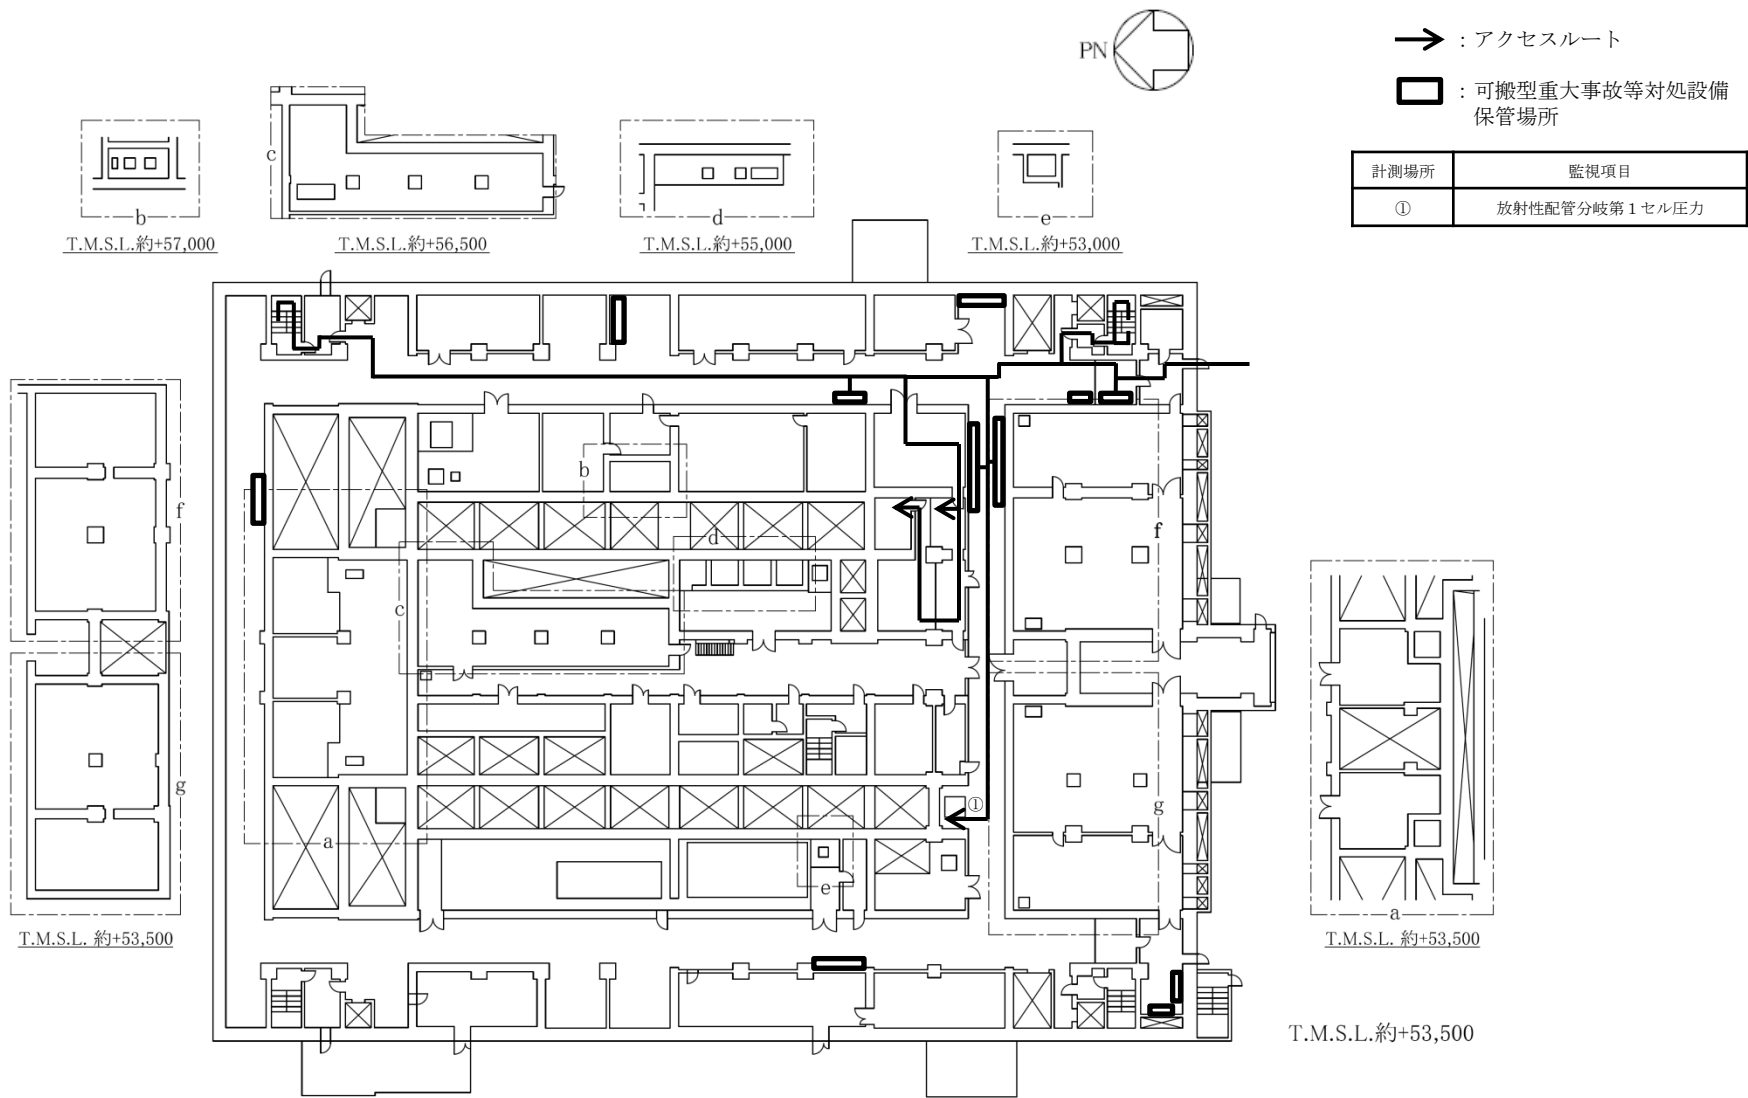 PN
：アクセスルート
：可搬型重大事故等対処設備
保管場所
計測場所 監視項目
① 放射性配管分岐第１セル圧力
b
T.M.S.L.約+57,000
c
T.M.S.L.約+56,500
d
T.M.S.L.約+55,000
e
T.M.S.L.約+53,000
f
g
T.M.S.L. 約+53,500
b
d
c
a
e
①
f
g
a
T.M.S.L. 約+53,500
T.M.S.L.約+53,500